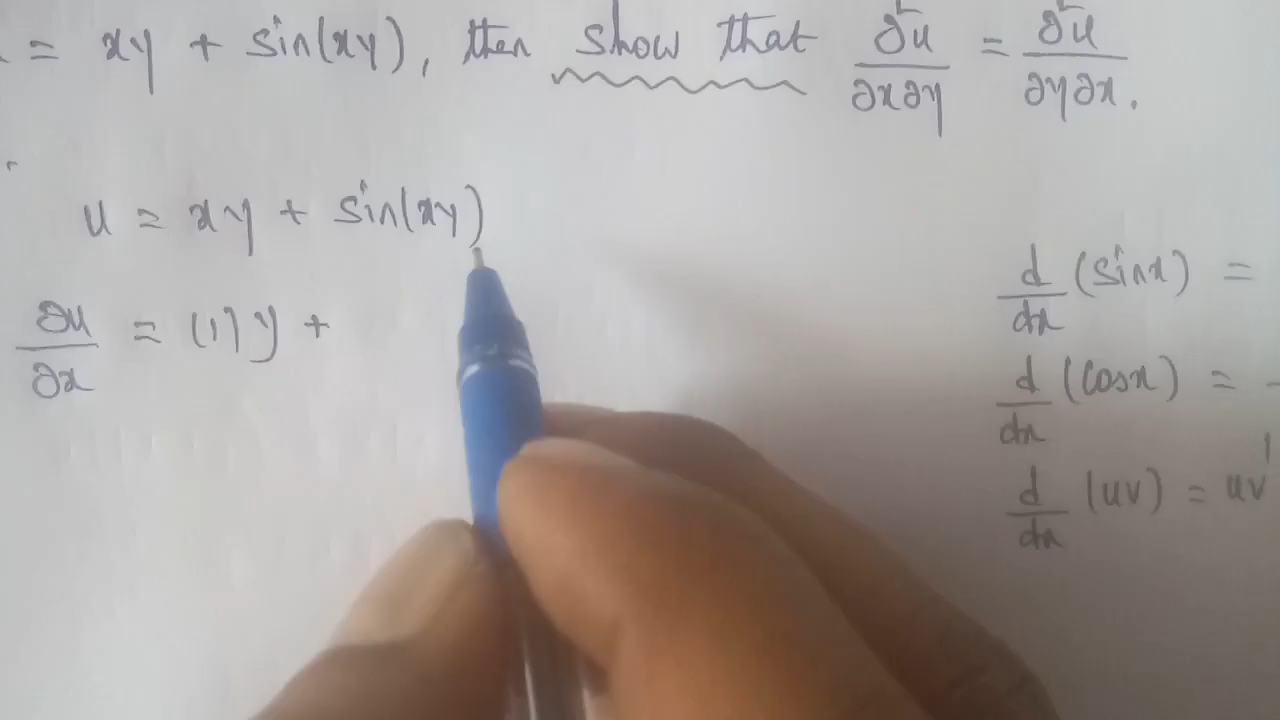 = xy + sin(xy), then show that ∂²u/∂x∂y = ∂²u/∂y∂x.
u = xy + sin(xy)
∂u/∂x = (1) y +
d/dx (sinx) =
d/dx (cosx) = -
d/dx (uv) = uv'